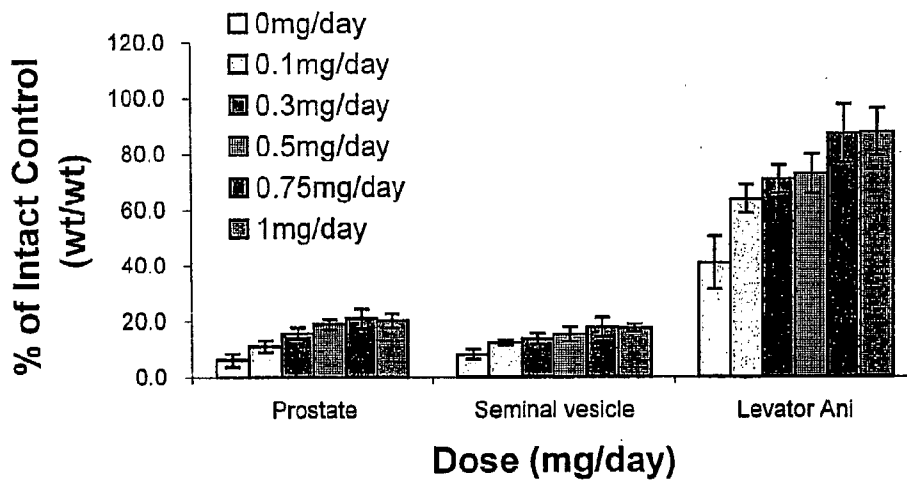 % of Intact Control
(wt/wt)
120.0
100.0
80.0
60.0
40.0
20.0
0.0
0mg/day
0.1mg/day
0.3mg/day
0.5mg/day
0.75mg/day
1mg/day
Prostate
Seminal vesicle
Levator Ani
Dose (mg/day)